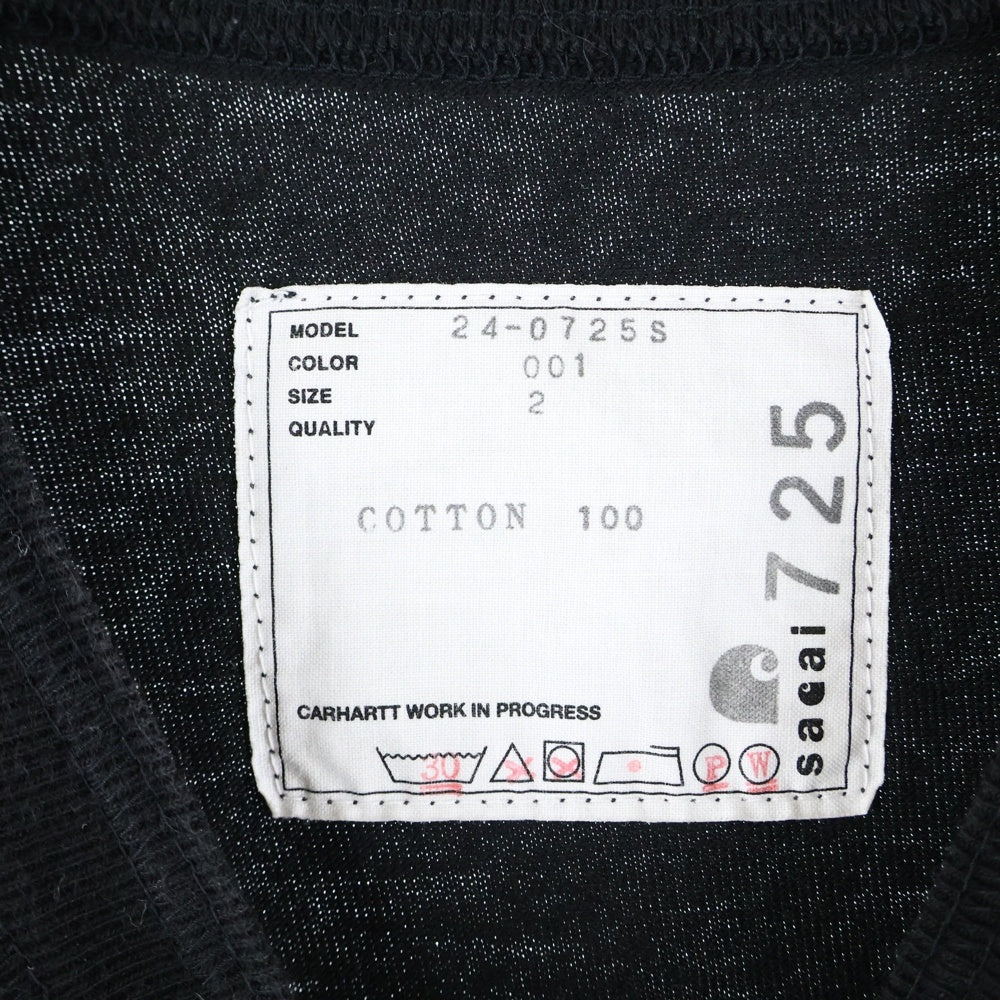 MODEL 24-0725S
COLOR 001
SIZE 2
QUALITY
COTTON 100
CARHARTT WORK IN PROGRESS
30 P W
sacai 725